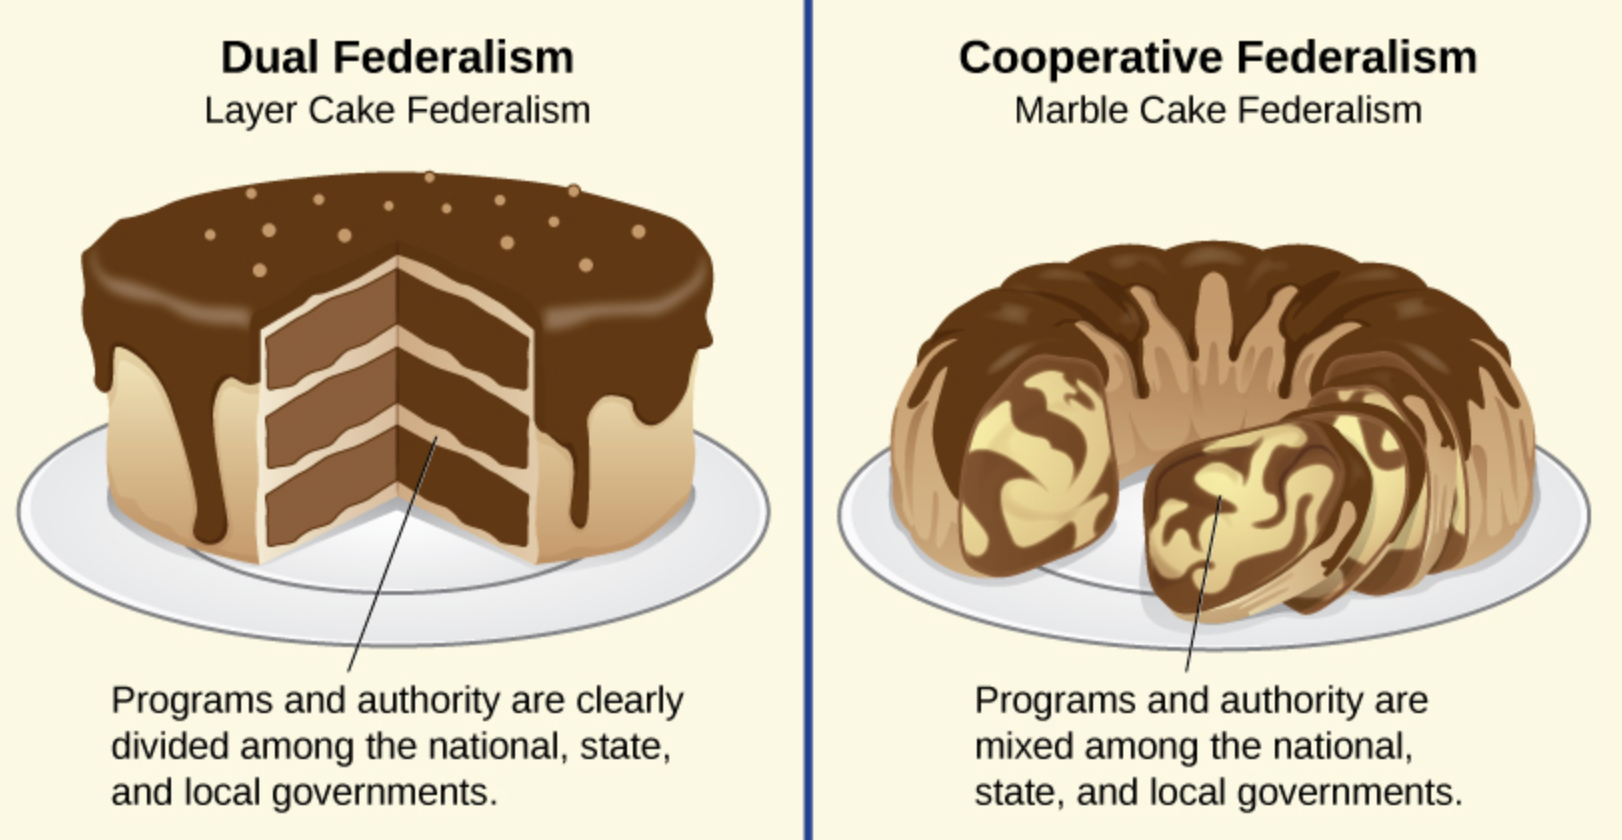 Dual Federalism
Layer Cake Federalism
Programs and authority are clearly
divided among the national, state,
and local governments.
Cooperative Federalism
Marble Cake Federalism
Programs and authority are
mixed among the national,
state, and local governments.